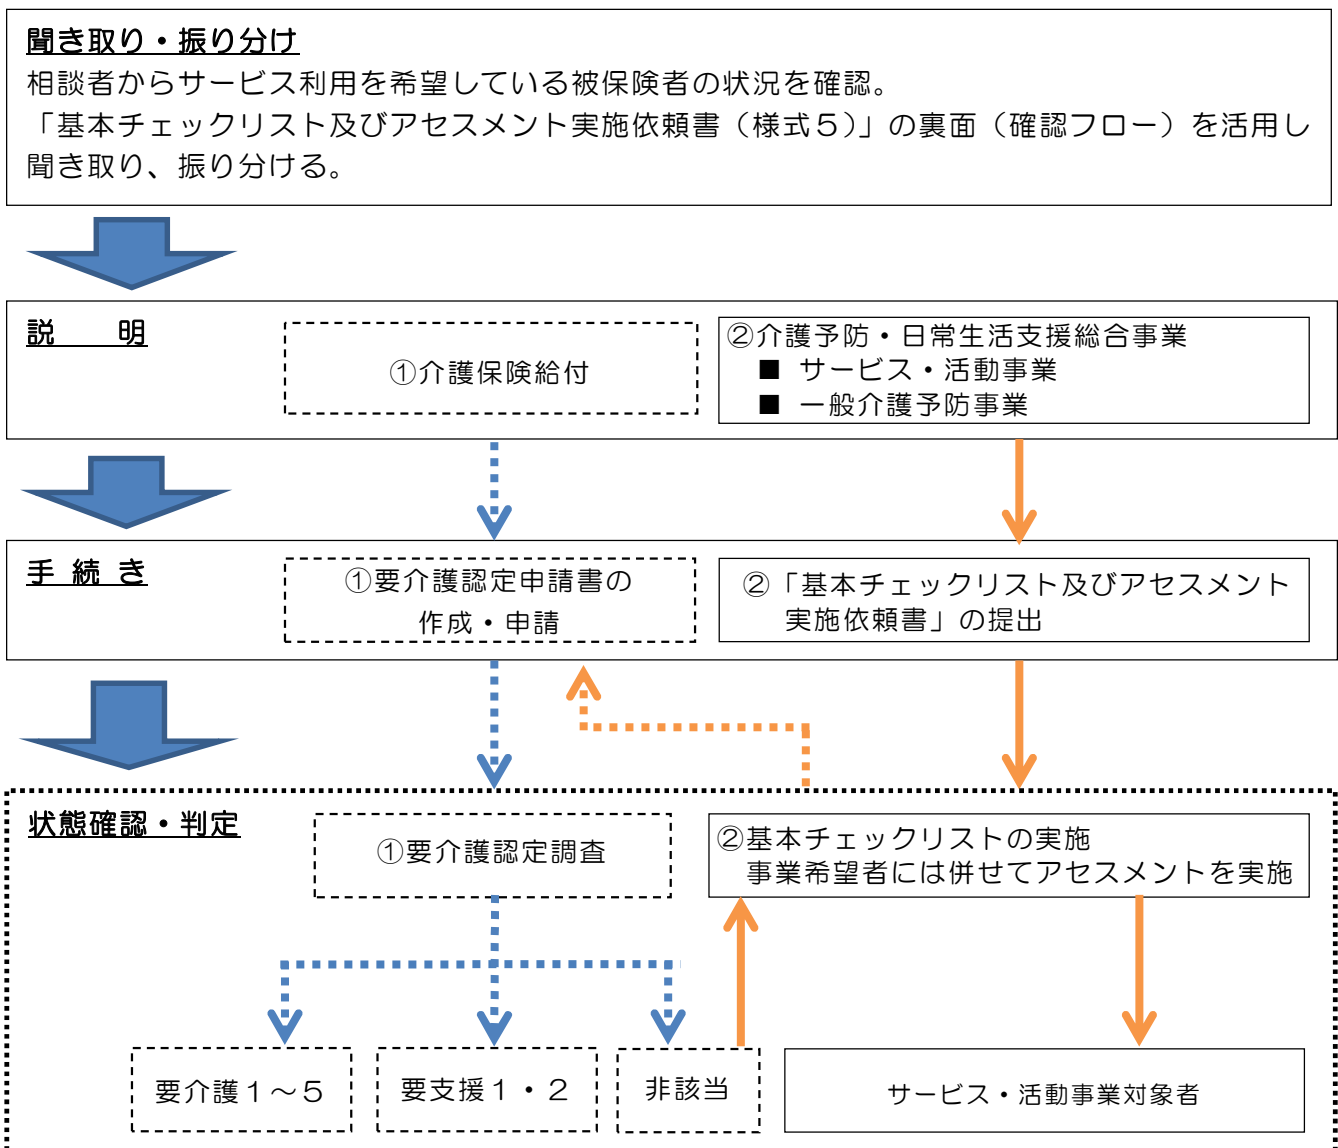 聞き取り・振り分け
相談者からサービス利用を希望している被保険者の状況を確認。
「基本チェックリスト及びアセスメント実施依頼書（様式５）」の裏面（確認フロー）を活用し
聞き取り、振り分ける。
説　　明
①介護保険給付
②介護予防・日常生活支援総合事業
■ サービス・活動事業
■ 一般介護予防事業
手 続 き
①要介護認定申請書の
作成・申請
②「基本チェックリスト及びアセスメント
実施依頼書」の提出
状態確認・判定
①要介護認定調査
②基本チェックリストの実施
事業希望者には併せてアセスメントを実施
要介護１～５
要支援１・２
非該当
サービス・活動事業対象者